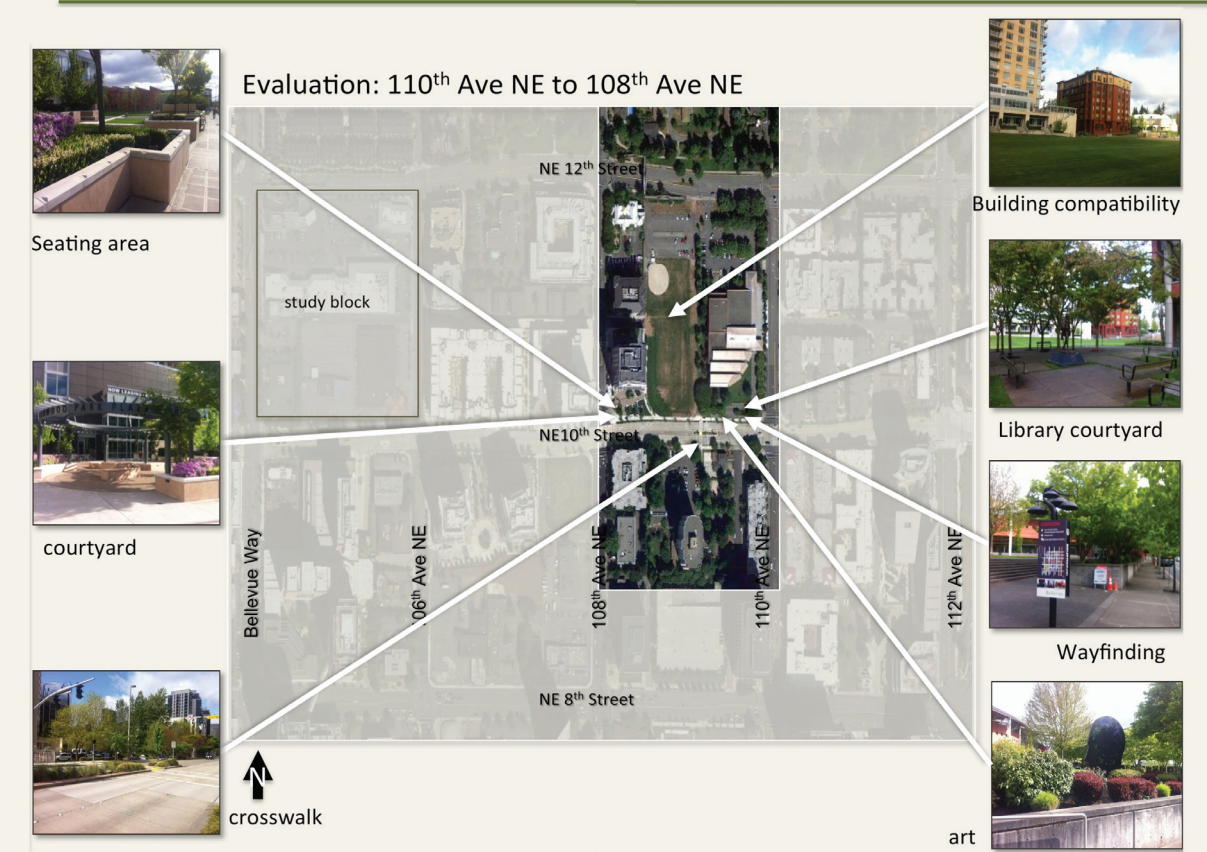 Evaluation: 110th Ave NE to 108th Ave NE
NE 12th Street
study block
NE10th Street
Bellevue Way
106th Ave NE
108th Ave NE
110th Ave NE
112th Ave NE
NE 8th Street
N
Seating area
courtyard
crosswalk
Building compatibility
Library courtyard
Wayfinding
art